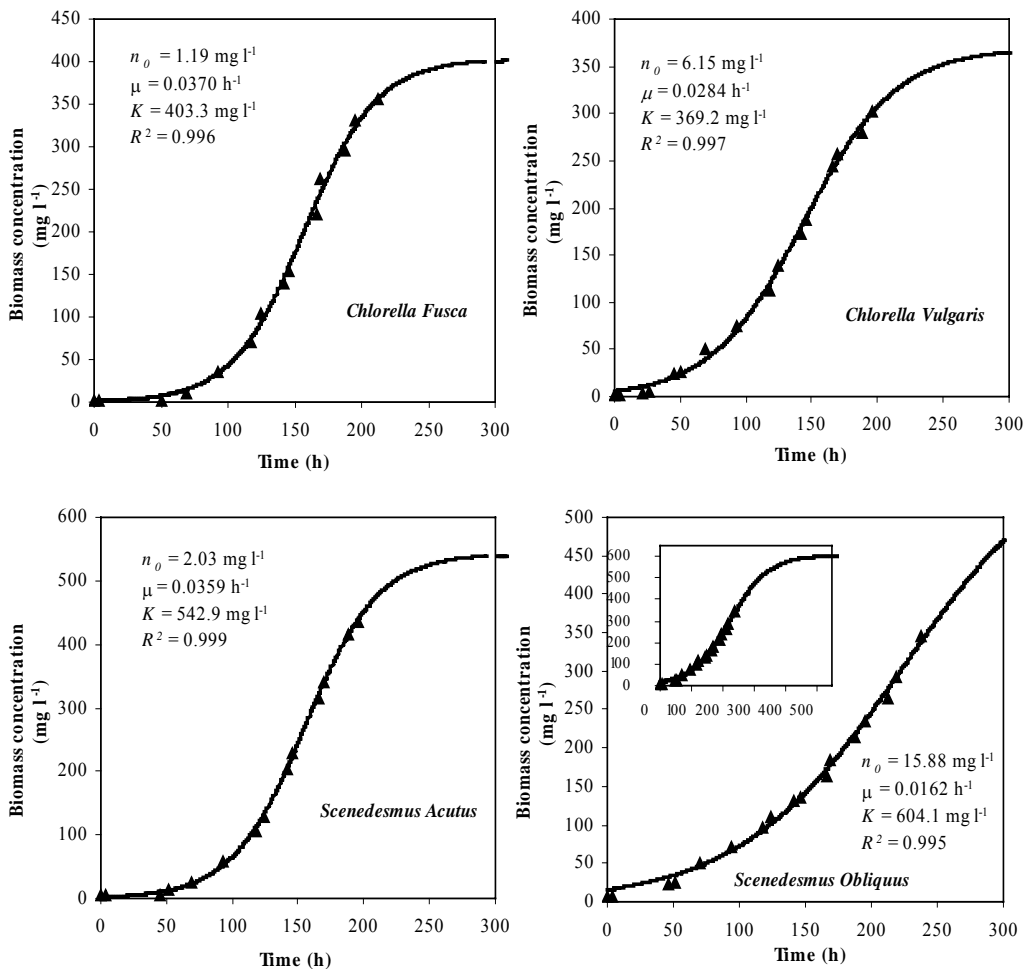 450
400
350
300
250
200
150
100
50
0
Biomass concentration
(mg l⁻¹)
n₀ = 1.19 mg l⁻¹
μ = 0.0370 h⁻¹
K = 403.3 mg l⁻¹
R² = 0.996
Chlorella Fusca
0 50 100 150 200 250 300
Time (h)
400
350
300
250
200
150
100
50
0
Biomass concentration
(mg l⁻¹)
n₀ = 6.15 mg l⁻¹
μ = 0.0284 h⁻¹
K = 369.2 mg l⁻¹
R² = 0.997
Chlorella Vulgaris
0 50 100 150 200 250 300
Time (h)
600
500
400
300
200
100
0
Biomass concentration
(mg l⁻¹)
n₀ = 2.03 mg l⁻¹
μ = 0.0359 h⁻¹
K = 542.9 mg l⁻¹
R² = 0.999
Scenedesmus Acutus
0 50 100 150 200 250 300
Time (h)
500
450
400
350
300
250
200
150
100
50
0
Biomass concentration
(mg l⁻¹)
600
500
400
300
200
100
0
0 100 200 300 400 500
n₀ = 15.88 mg l⁻¹
μ = 0.0162 h⁻¹
K = 604.1 mg l⁻¹
R² = 0.995
Scenedesmus Obliquus
0 50 100 150 200 250 300
Time (h)